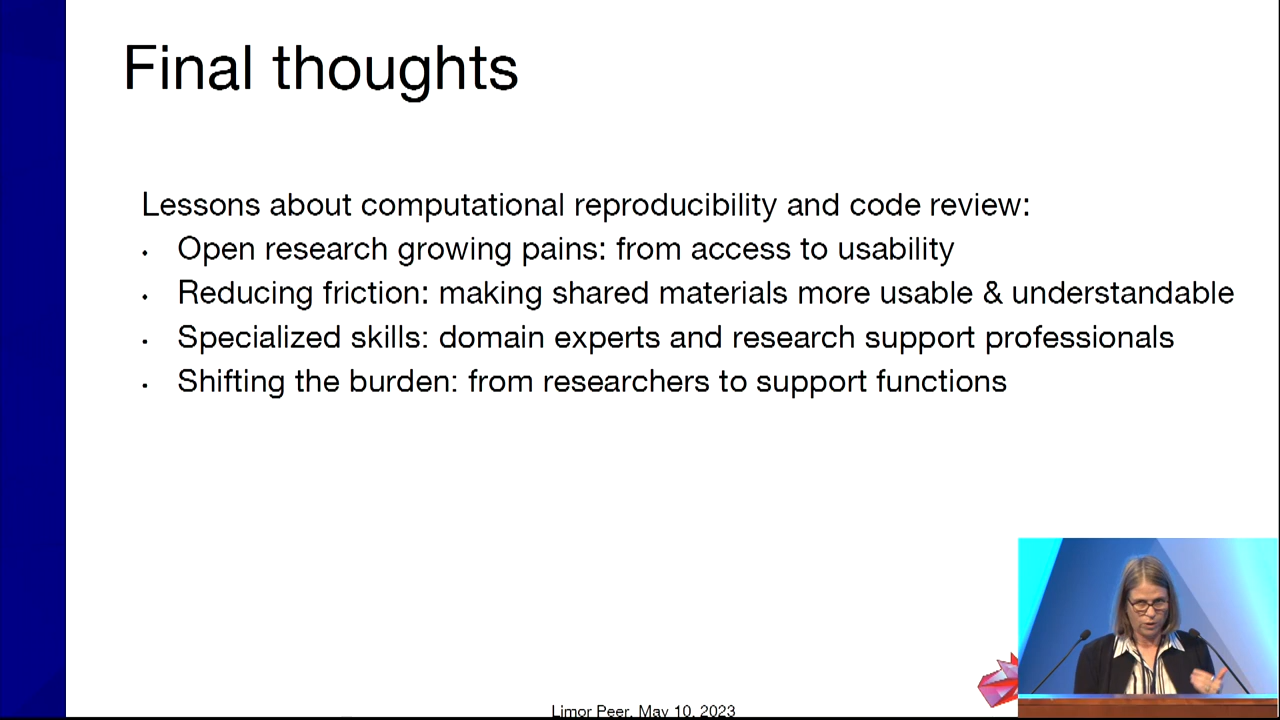 Final thoughts
Lessons about computational reproducibility and code review:
• Open research growing pains: from access to usability
• Reducing friction: making shared materials more usable & understandable
• Specialized skills: domain experts and research support professionals
• Shifting the burden: from researchers to support functions
Limor Peer, May 10, 2023